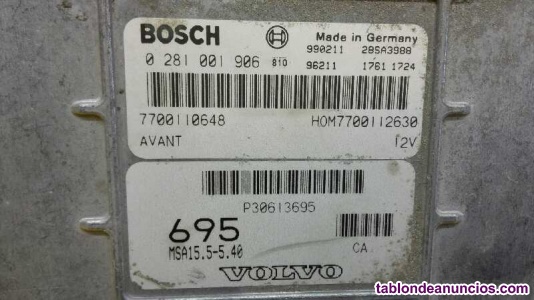 BOSCH Made in Germany
990211 28SA3988
0 281 001 906 810 96211 1761 1724
7700110648 HOM7700112630
AVANT 12V
P30613695
695
MSA15.5-5.40 CA
VOLVO
tablondeanuncios.com